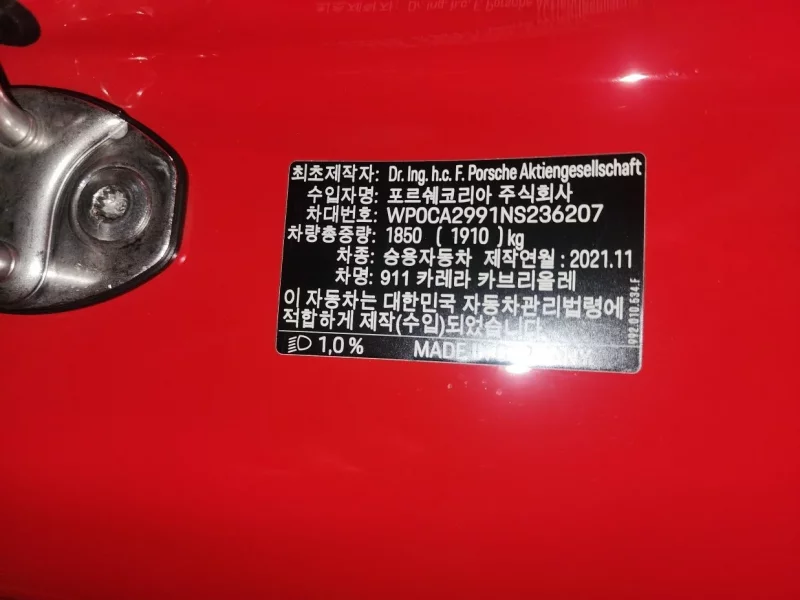 최초제작자: Dr. Ing. h.c. F. Porsche Aktiengesellschaft
수입자명: 포르쉐코리아 주식회사
차대번호: WP0CA2991NS236207
차량총중량: 1850 ( 1910 )kg
차종: 승용자동차 제작연월 : 2021.11
차명: 911 카레라 카브리올레
이 자동차는 대한민국 자동차관리법령에
적합하게 제작(수입)되었습니다.
1,0 %
MADE
992.010.534.F